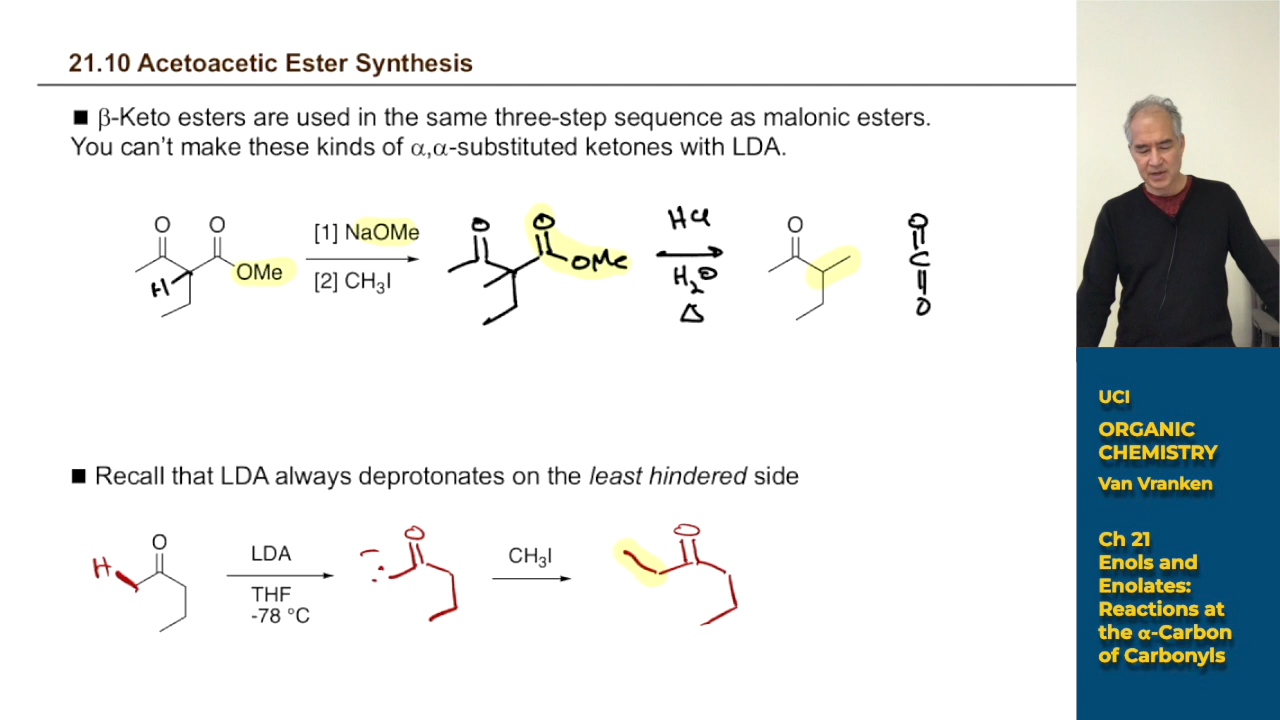 21.10 Acetoacetic Ester Synthesis
■ β-Keto esters are used in the same three-step sequence as malonic esters.
You can't make these kinds of α,α-substituted ketones with LDA.
O O
OMe
H
[1] NaOMe
[2] CH₃I
O O
OMe
HCl
H₂O
Δ
O
O
C
O
■ Recall that LDA always deprotonates on the least hindered side
H
O
LDA
THF
-78 °C
O
CH₃I
O
UCI
ORGANIC
CHEMISTRY
Van Vranken
Ch 21
Enols and
Enolates:
Reactions at
the α-Carbon
of Carbonyls